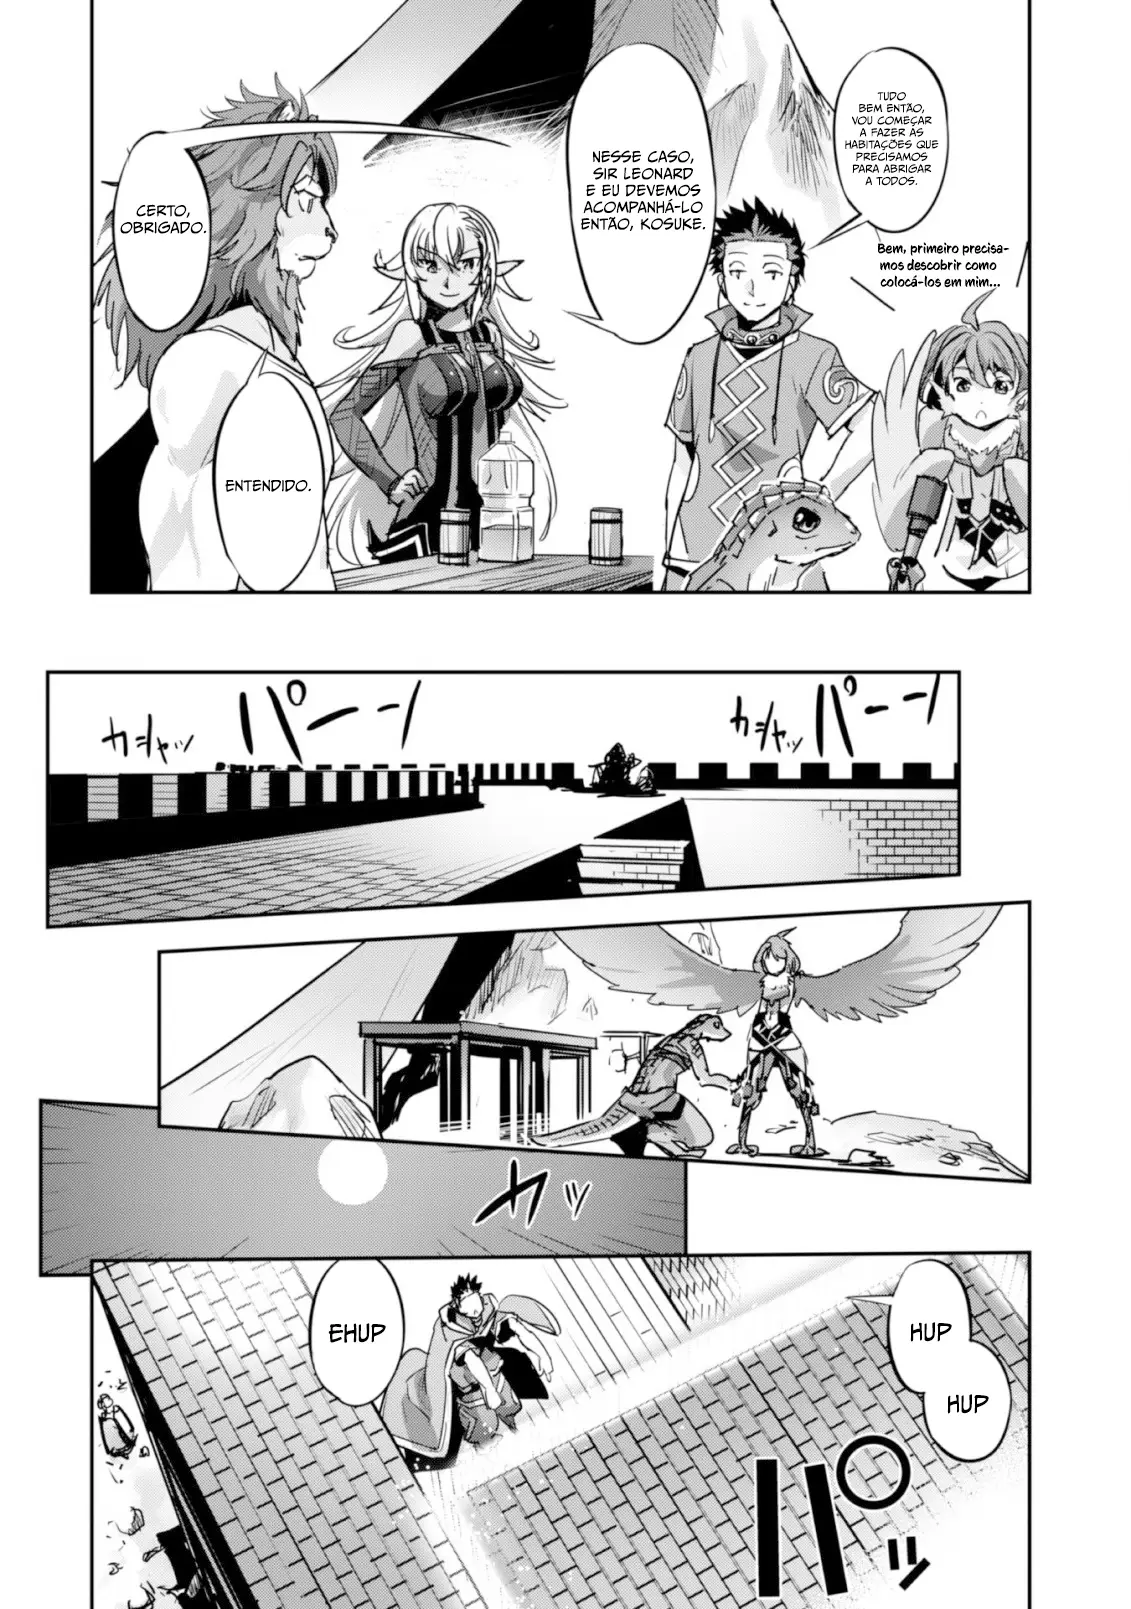 TUDO
BEM ENTÃO,
VOU COMEÇAR
A FAZER AS
HABITAÇÕES QUE
PRECISAMOS
PARA ABRIGAR
A TODOS.
Bem, primeiro precisa-
mos descobrir como
colocá-los em mim...
NESSE CASO,
SIR LEONARD
E EU DEVEMOS
ACOMPANHÁ-LO
ENTÃO, KOSUKE.
CERTO,
OBRIGADO.
ENTENDIDO.
パーーン
カシャッ
パーーン
カシャッ
カッ
HUP
HUP
EHUP
パッ